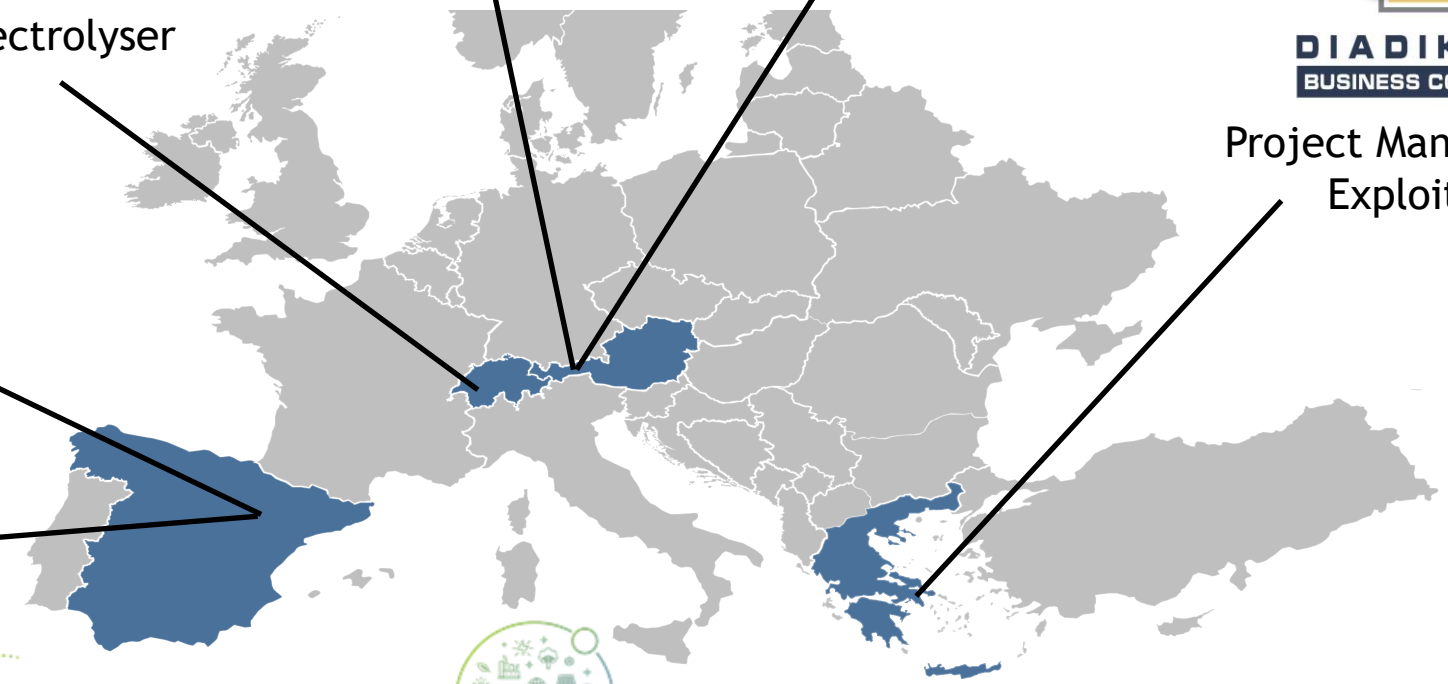 ectrolyser
DIADIK
BUSINESS CO
Project Man
Exploit